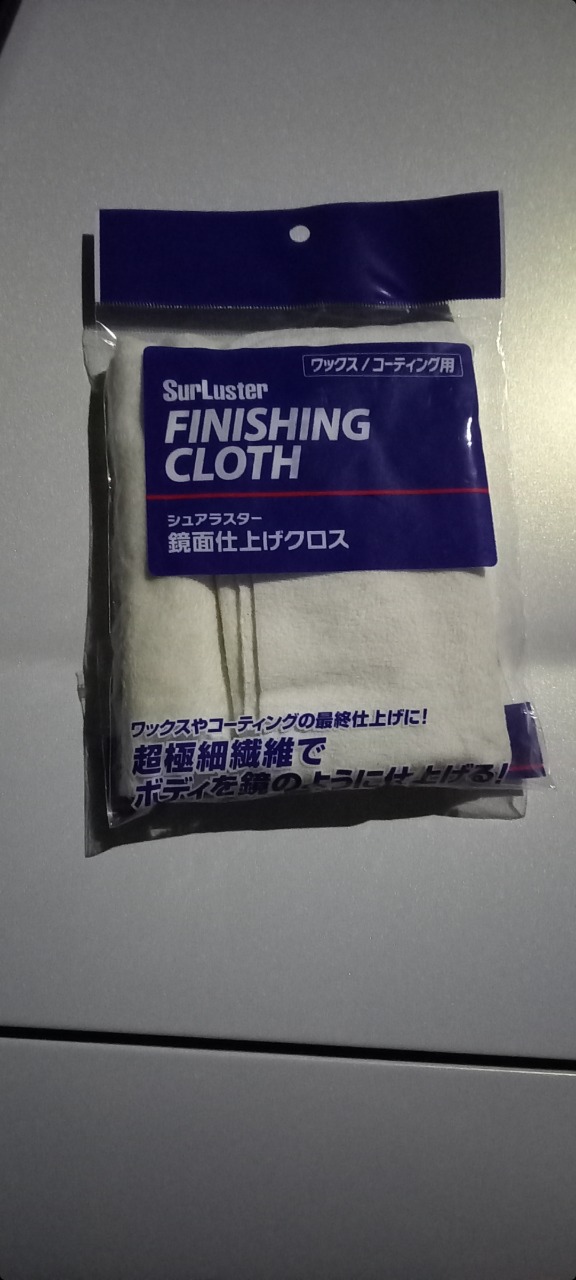 ワックス/コーティング用
SurLuster
FINISHING
CLOTH
シュアラスター
鏡面仕上げクロス
ワックスやコーティングの最終仕上げに!
超極細繊維で
ボディを鏡のように仕上げる!